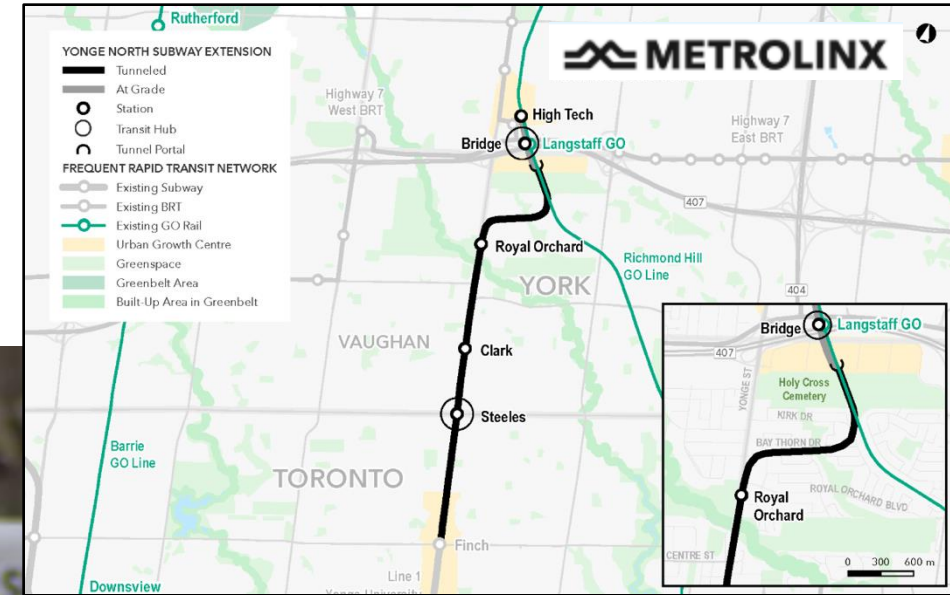 Rutherford
METROLINX
YONGE NORTH SUBWAY EXTENSION
Tunneled
At Grade
Station
Transit Hub
Tunnel Portal
FREQUENT RAPID TRANSIT NETWORK
Existing Subway
Existing BRT
Existing GO Rail
Urban Growth Centre
Greenspace
Greenbelt Area
Built-Up Area in Greenbelt
Highway 7
West BRT
High Tech
Highway 7
East BRT
Bridge
Langstaff GO
407
Royal Orchard
Richmond Hill
GO Line
YORK
404
VAUGHAN
Clark
Steeles
Barrie
GO Line
TORONTO
Finch
Line 1
Downsview
Bridge
Langstaff GO
407
YONGE ST
Holy Cross
Cemetery
KIRK DR
BAY THORN DR
ROYAL ORCHARD BLVD
Royal
Orchard
CENTRE ST
0 300 600 m